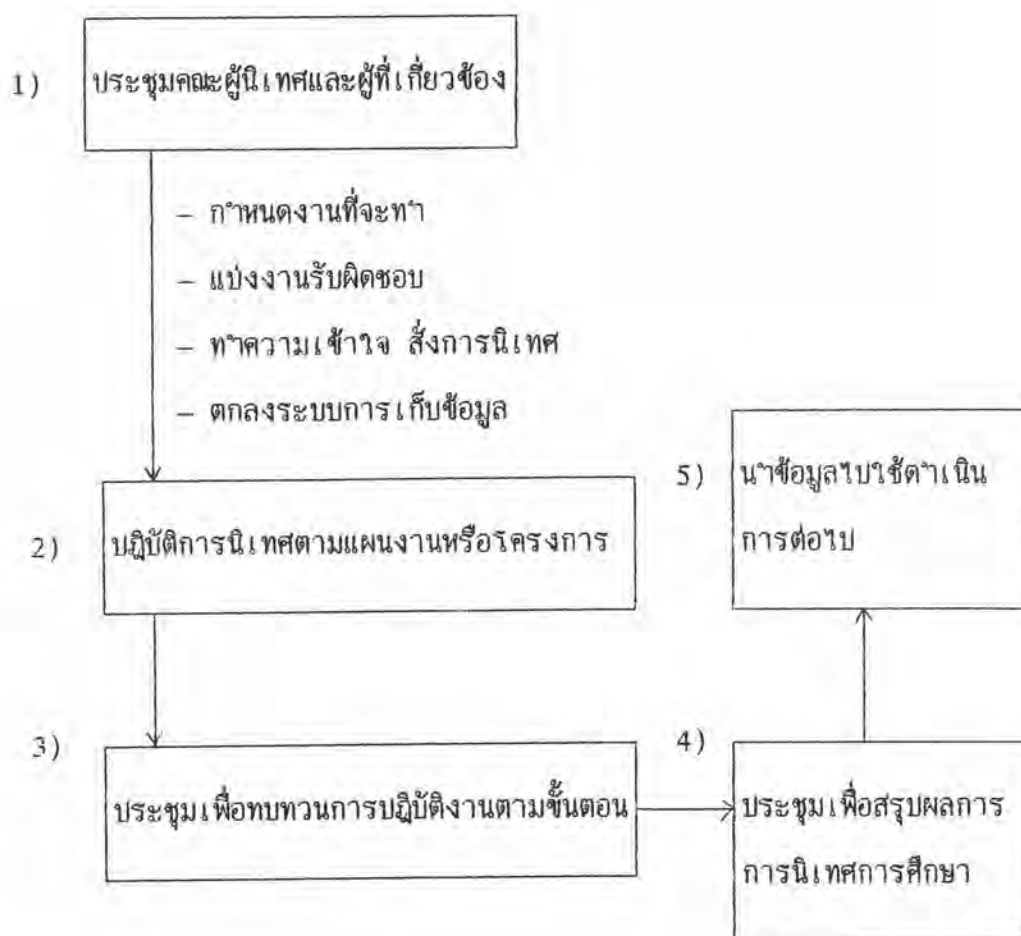 1) ประชุมคณะผู้นิเทศและผู้ที่เกี่ยวข้อง
– กำหนดงานที่จะทำ
– แบ่งงานรับผิดชอบ
– ทำความเข้าใจ สั่งการนิเทศ
– ตกลงระบบการเก็บข้อมูล
2) ปฏิบัติการนิเทศตามแผนงานหรือโครงการ
3) ประชุมเพื่อทบทวนการปฏิบัติงานตามขั้นตอน
4) ประชุมเพื่อสรุปผลการ
การนิเทศการศึกษา
5) นำข้อมูลไปใช้ดำเนิน
การต่อไป